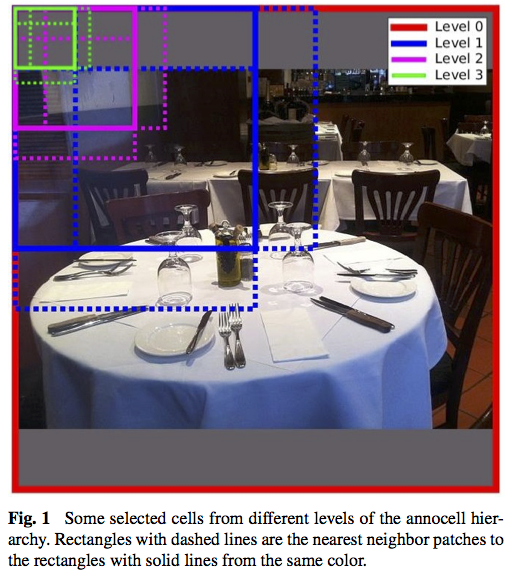 Level 0
Level 1
Level 2
Level 3
Fig. 1 Some selected cells from different levels of the annocell hier-
archy. Rectangles with dashed lines are the nearest neighbor patches to
the rectangles with solid lines from the same color.